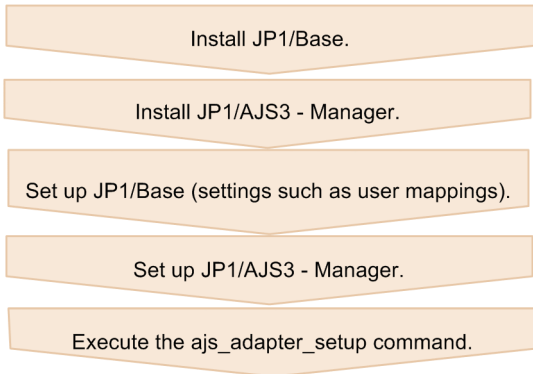 Install JP1/Base.
Install JP1/AJS3 - Manager.
Set up JP1/Base (settings such as user mappings).
Set up JP1/AJS3 - Manager.
Execute the ajs_adapter_setup command.